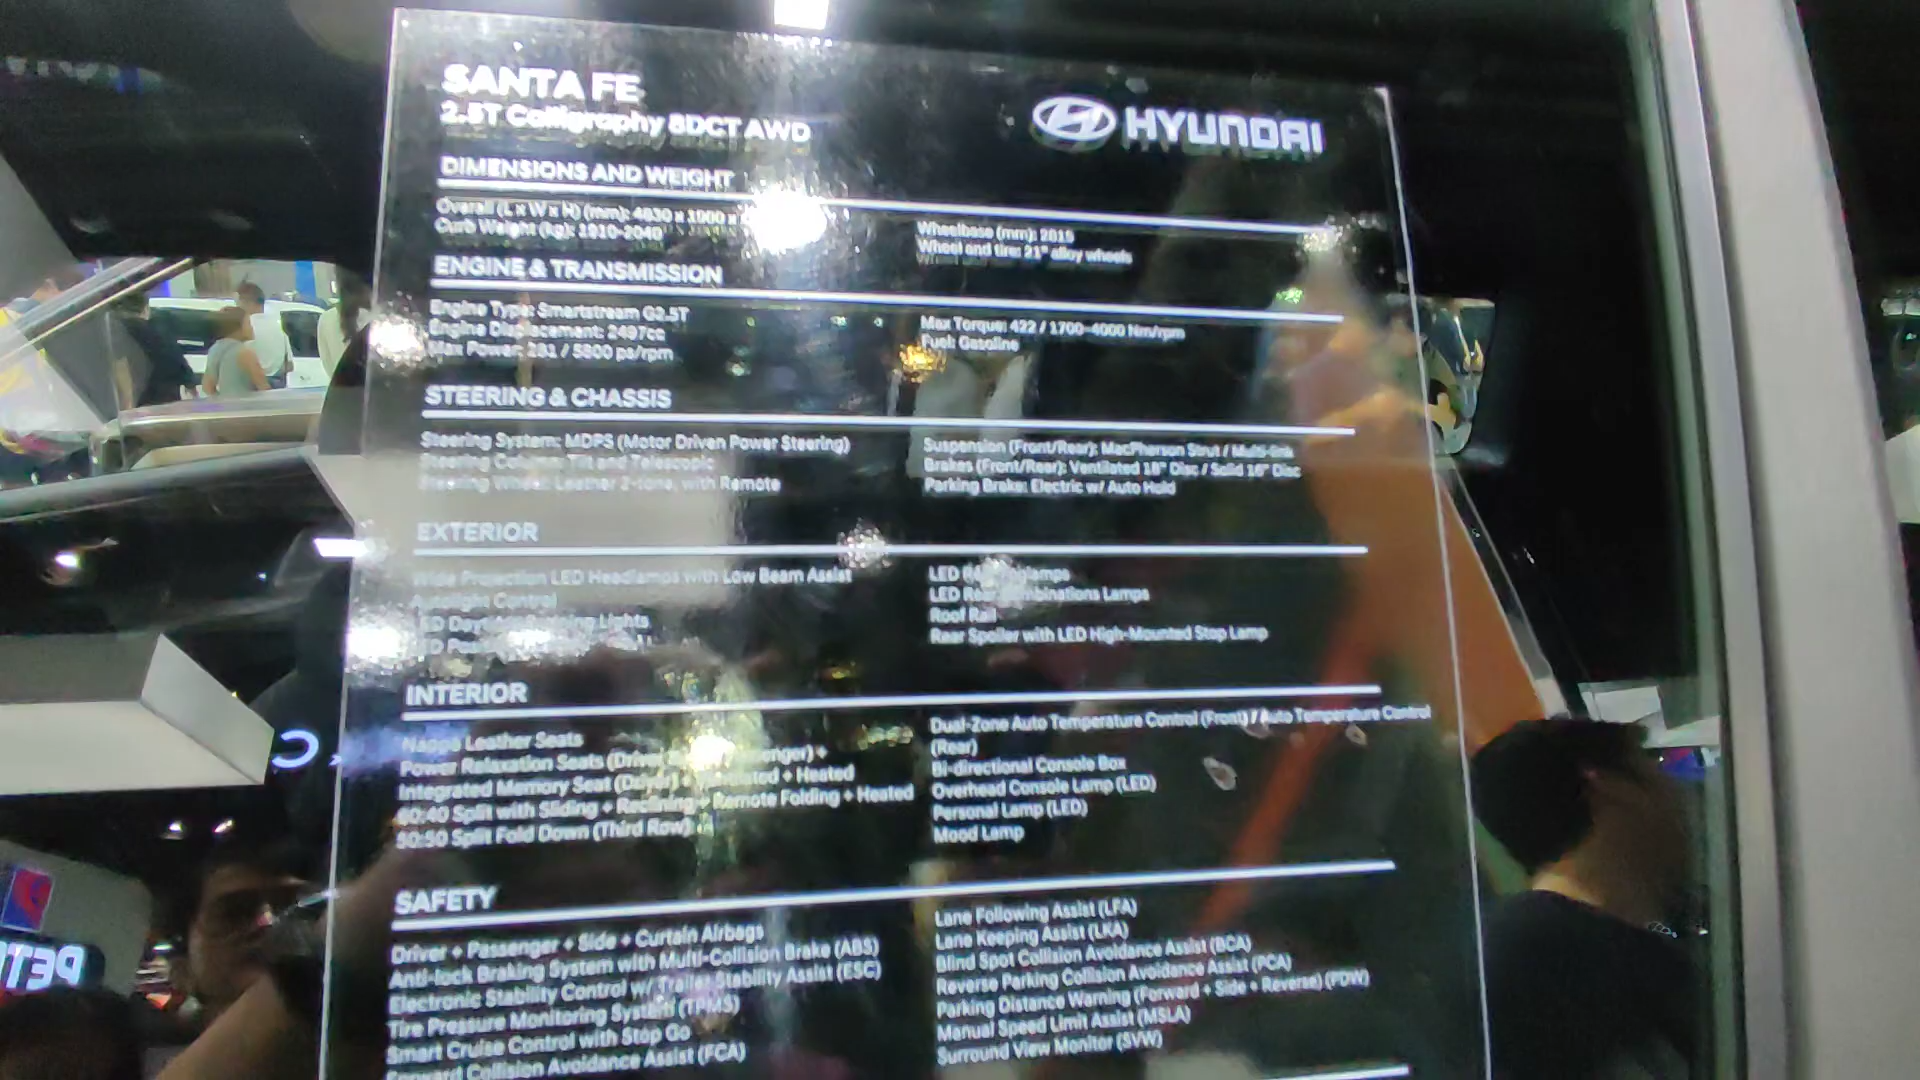 SANTA FE
2.5T Calligraphy 8DCT AWD
HYUNDAI
DIMENSIONS AND WEIGHT
Overall (L x W x H) (mm): 4830 x 1900 x
Curb Weight (kg): 1910-2040
Wheelbase (mm): 2815
Wheel and tire: 21" alloy wheels
ENGINE & TRANSMISSION
Engine Type: Smartstream G2.5T
Engine Displacement: 2497cc
Max Power: 281 / 5800 ps/rpm
Max Torque: 422 / 1700-4000 Nm/rpm
Fuel: Gasoline
STEERING & CHASSIS
Steering System: MDPS (Motor Driven Power Steering)
Steering Column: Tilt and Telescopic
Steering Wheel: Leather 2-tone, with Remote
Suspension (Front/Rear): MacPherson Strut / Multi-link
Brakes (Front/Rear): Ventilated 18" Disc / Solid 18" Disc
Parking Brake: Electric w/ Auto Hold
EXTERIOR
Wide Projection LED Headlamps with Low Beam Assist
Control
LED Daytime Running Lights
LED
LED
LED Rear Combinations Lamps
Roof Rail
Rear Spoiler with LED High-Mounted Stop Lamp
INTERIOR
Nappa Leather Seats
Power Relaxation Seats (Driver +
Integrated Memory Seat (Driver) + Ventilated + Heated
60:40 Split with Sliding + Reclining + Remote Folding + Heated
50:50 Split Fold Down (Third Row)
Dual-Zone Auto Temperature Control (Front) / Auto Temperature Control
(Rear)
Bi-directional Console Box
Overhead Console Lamp (LED)
Personal Lamp (LED)
Mood Lamp
SAFETY
Driver + Passenger + Side + Curtain Airbags
Anti-lock Braking System with Multi-Collision Brake (ABS)
Electronic Stability Control w/ Trailer Stability Assist (ESC)
Tire Pressure Monitoring System (TPMS)
Smart Cruise Control with Stop Go
Forward Collision Avoidance Assist (FCA)
Lane Following Assist (LFA)
Lane Keeping Assist (LKA)
Blind Spot Collision Avoidance Assist (BCA)
Reverse Parking Collision Avoidance Assist (PCA)
Parking Distance Warning (Forward + Side + Reverse) (PDW)
Manual Speed Limit Assist (MSLA)
Surround View Monitor (SVW)